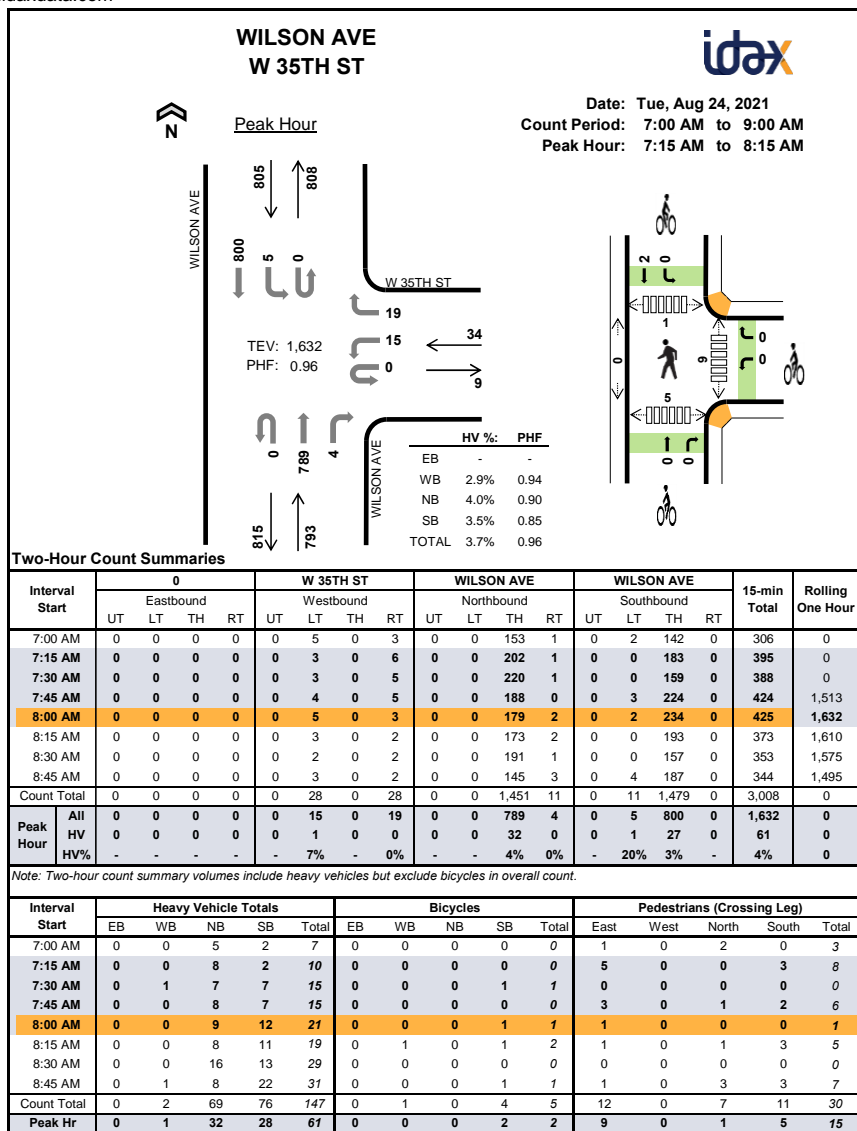 WILSON AVE
W 35TH ST
idax
N
Peak Hour
Date: Tue, Aug 24, 2021
Count Period: 7:00 AM to 9:00 AM
Peak Hour: 7:15 AM to 8:15 AM
WILSON AVE
805
808
800
5
0
W 35TH ST
19
15
0
34
9
TEV: 1,632
PHF: 0.96
0
789
4
WILSON AVE
815
793
HV %: PHF
EB - -
WB 2.9% 0.94
NB 4.0% 0.90
SB 3.5% 0.85
TOTAL 3.7% 0.96
2
0
1
0
9
0
0
5
0
0
Two-Hour Count Summaries
Interval Start 0 W 35TH ST WILSON AVE WILSON AVE 15-min Total Rolling One Hour
Eastbound Westbound Northbound Southbound
UT LT TH RT UT LT TH RT UT LT TH RT UT LT TH RT
7:00 AM 0 0 0 0 0 5 0 3 0 0 153 1 0 2 142 0 306 0
7:15 AM 0 0 0 0 0 3 0 6 0 0 202 1 0 0 183 0 395 0
7:30 AM 0 0 0 0 0 3 0 5 0 0 220 1 0 0 159 0 388 0
7:45 AM 0 0 0 0 0 4 0 5 0 0 188 0 0 3 224 0 424 1,513
8:00 AM 0 0 0 0 0 5 0 3 0 0 179 2 0 2 234 0 425 1,632
8:15 AM 0 0 0 0 0 3 0 2 0 0 173 2 0 0 193 0 373 1,610
8:30 AM 0 0 0 0 0 2 0 2 0 0 191 1 0 0 157 0 353 1,575
8:45 AM 0 0 0 0 0 3 0 2 0 0 145 3 0 4 187 0 344 1,495
Count Total 0 0 0 0 0 28 0 28 0 0 1,451 11 0 11 1,479 0 3,008 0
Peak Hour All 0 0 0 0 0 15 0 19 0 0 789 4 0 5 800 0 1,632 0
HV 0 0 0 0 0 1 0 0 0 0 32 0 0 1 27 0 61 0
HV% - - - - - 7% - 0% - - 4% 0% - 20% 3% - 4% 0
Note: Two-hour count summary volumes include heavy vehicles but exclude bicycles in overall count.
Interval Start Heavy Vehicle Totals Bicycles Pedestrians (Crossing Leg)
EB WB NB SB Total EB WB NB SB Total East West North South Total
7:00 AM 0 0 5 2 7 0 0 0 0 0 1 0 2 0 3
7:15 AM 0 0 8 2 10 0 0 0 0 0 5 0 0 3 8
7:30 AM 0 1 7 7 15 0 0 0 1 1 0 0 0 0 0
7:45 AM 0 0 8 7 15 0 0 0 0 0 3 0 1 2 6
8:00 AM 0 0 9 12 21 0 0 0 1 1 1 0 0 0 1
8:15 AM 0 0 8 11 19 0 1 0 1 2 1 0 1 3 5
8:30 AM 0 0 16 13 29 0 0 0 0 0 0 0 0 0 0
8:45 AM 0 1 8 22 31 0 0 0 1 1 1 0 3 3 7
Count Total 0 2 69 76 147 0 1 0 4 5 12 0 7 11 30
Peak Hr 0 1 32 28 61 0 0 0 2 2 9 0 1 5 15